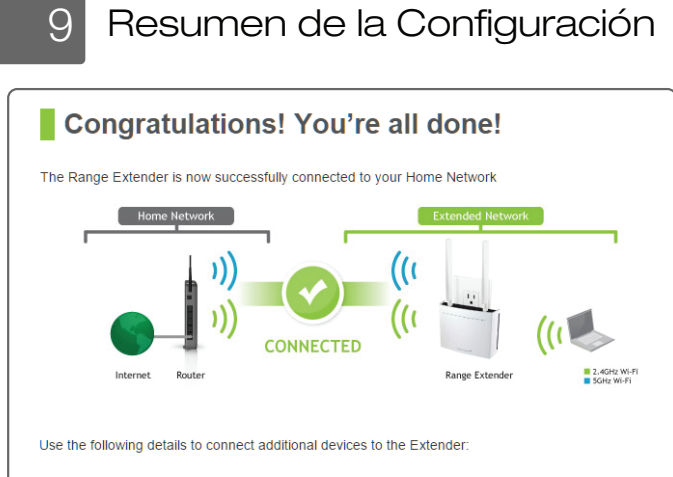 9 Resumen de la Configuración
Congratulations! You're all done!
The Range Extender is now successfully connected to your Home Network
Home Network
Extended Network
CONNECTED
Internet
Router
Range Extender
2.4GHz Wi-Fi
5GHz Wi-Fi
Use the following details to connect additional devices to the Extender: